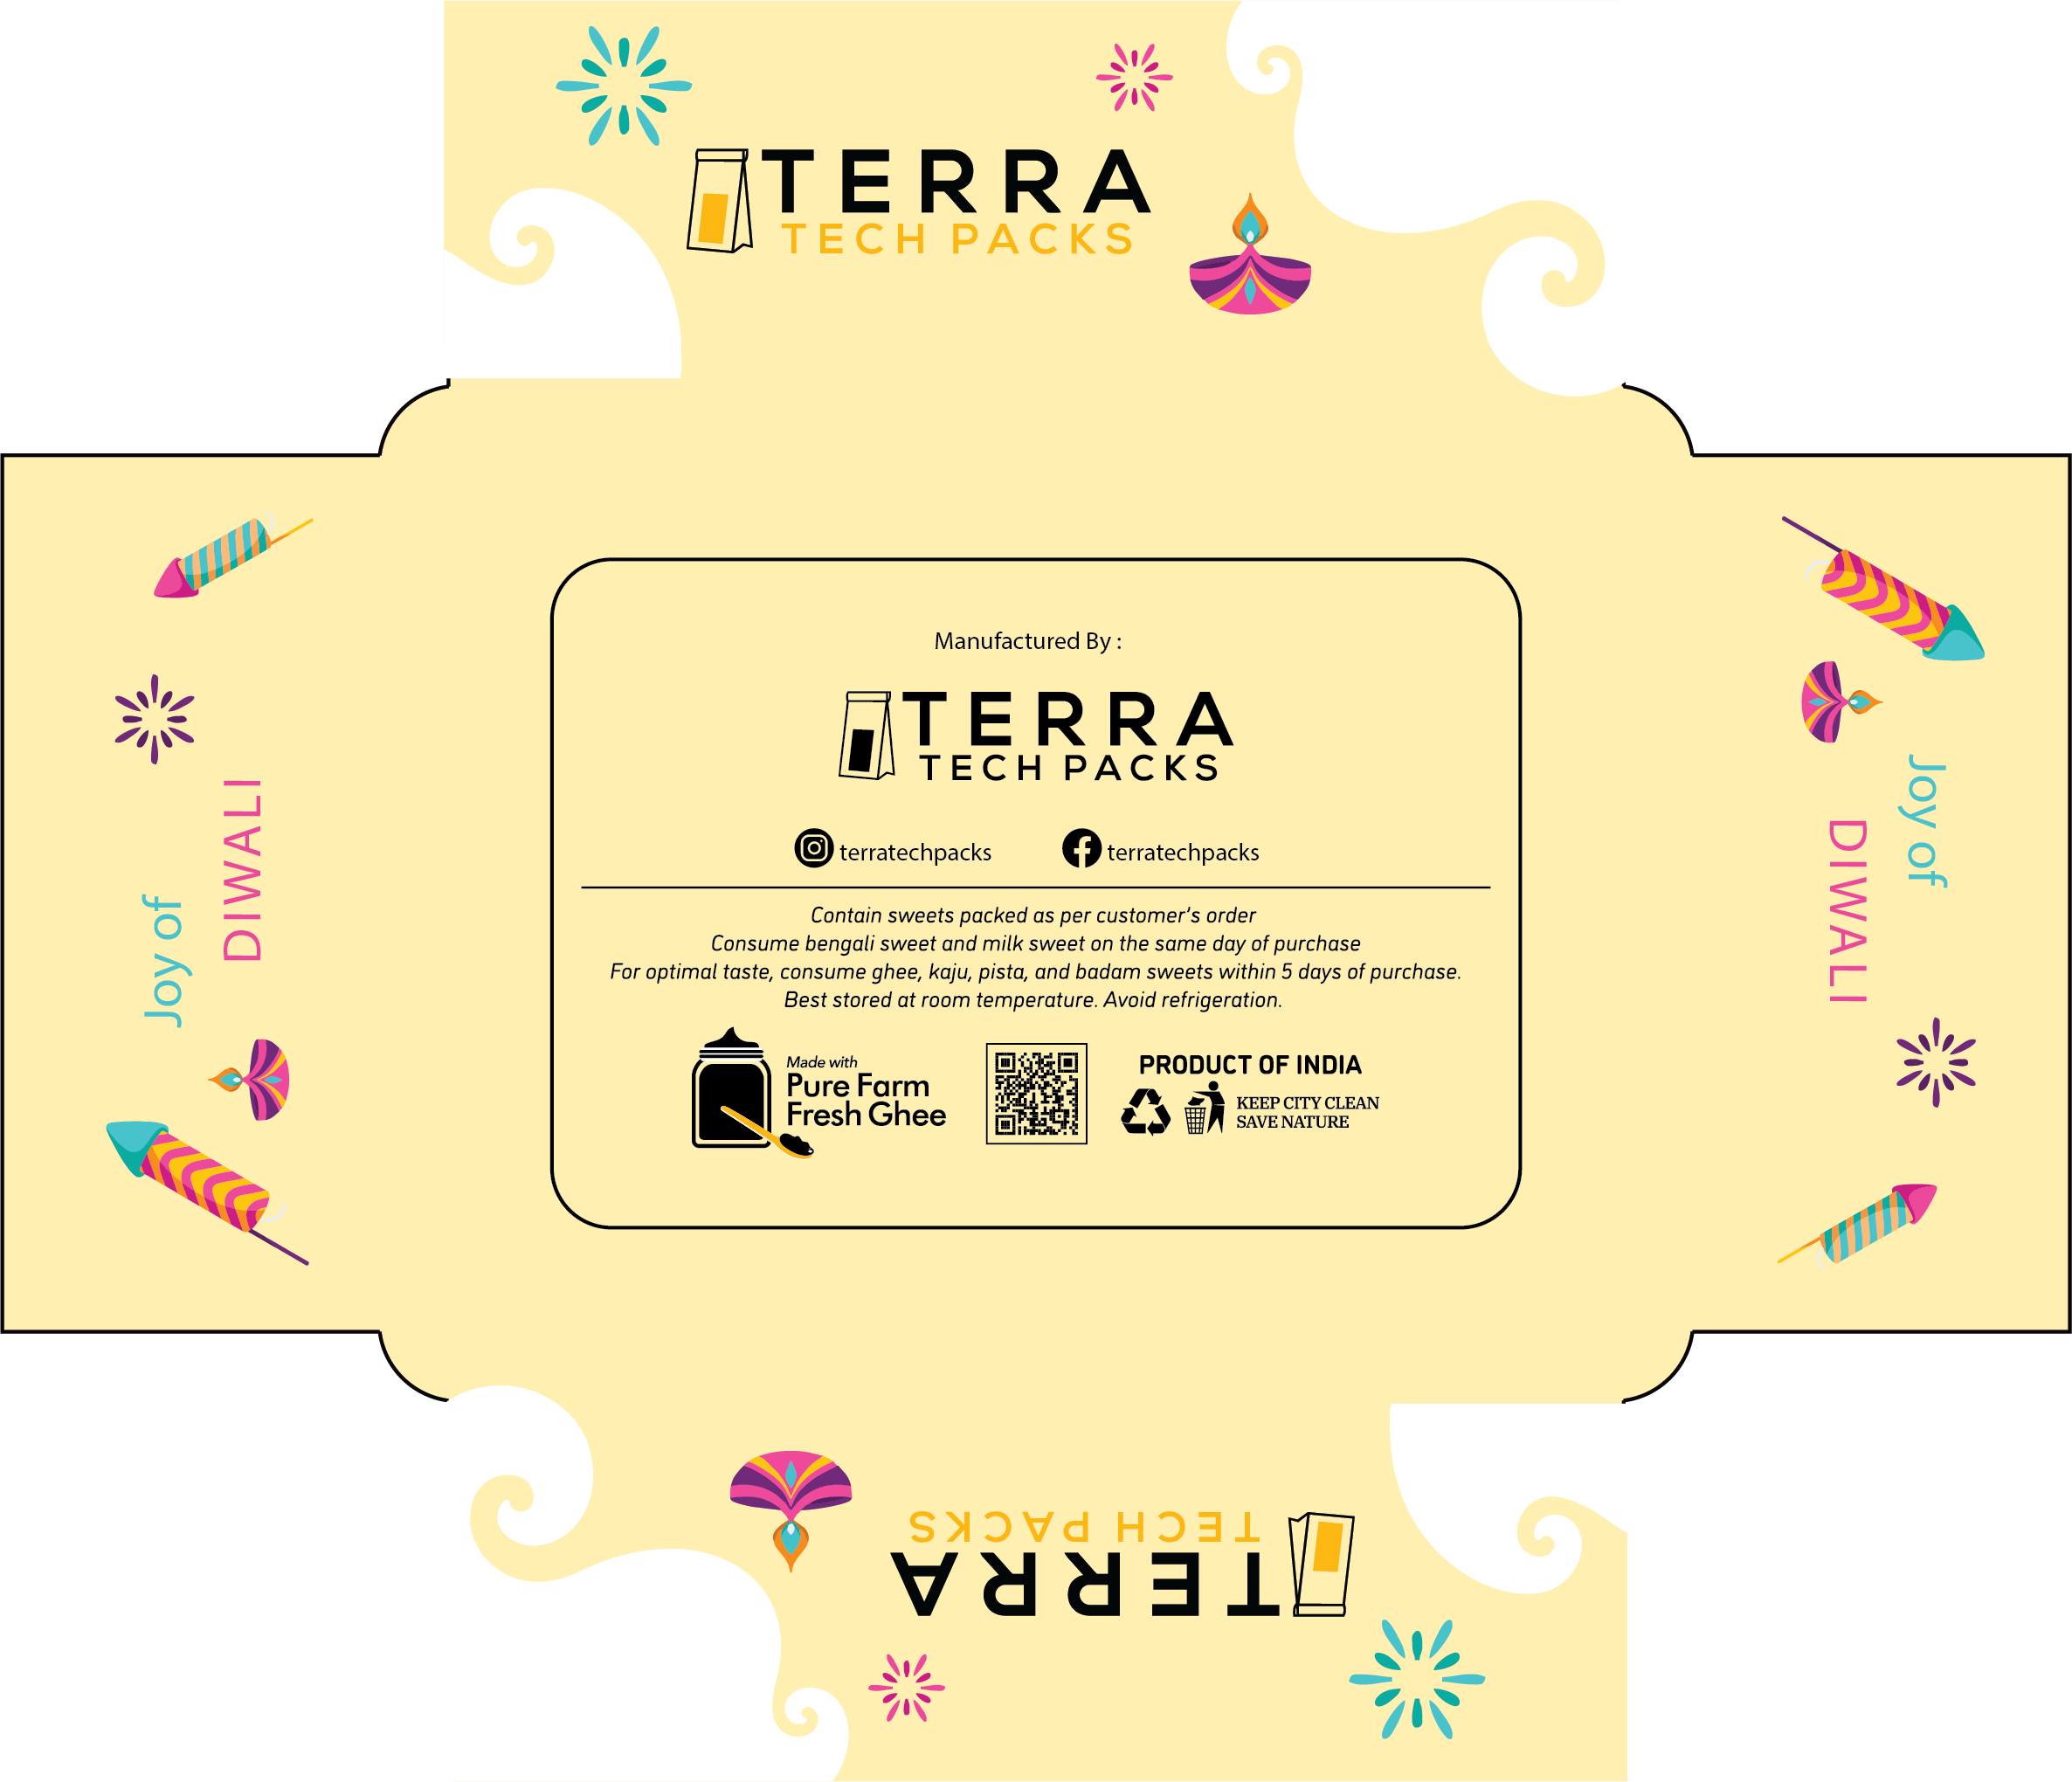 TERRA
TECH PACKS
Manufactured By :
TERRA
TECH PACKS
terratechpacks
terratechpacks
Contain sweets packed as per customer's order
Consume bengali sweet and milk sweet on the same day of purchase
For optimal taste, consume ghee, kaju, pista, and badam sweets within 5 days of purchase.
Best stored at room temperature. Avoid refrigeration.
Made with
Pure Farm
Fresh Ghee
PRODUCT OF INDIA
KEEP CITY CLEAN
SAVE NATURE
Joy of
DIWALI
Joy of
DIWALI
TERRA
TECH PACKS